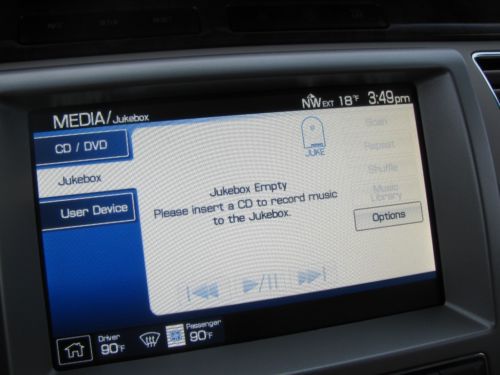 MEDIA/Jukebox
NW EXT 18°F 3:49pm
CD / DVD
Jukebox
User Device
JUKE
Jukebox Empty
Please insert a CD to record music
to the Jukebox.
Scan
Repeat
Shuffle
Music
Library
Options
Driver
90°F
Passenger
90°F